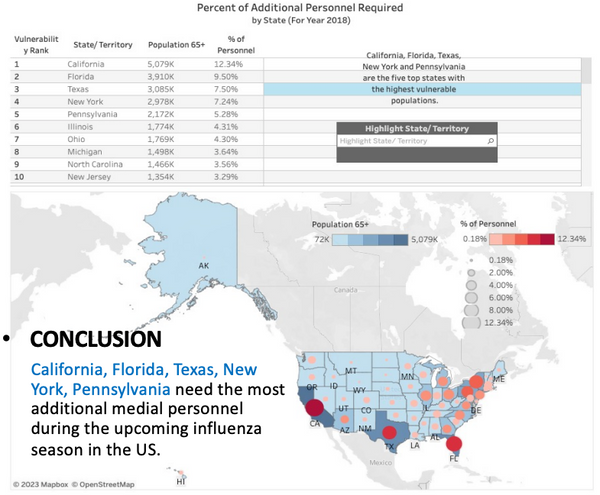 Percent of Additional Personnel Required
by State (For Year 2018)
Vulnerabilit
y Rank
State/ Territory
Population 65+
% of
Personnel
1 California 5,079K 12.34%
2 Florida 3,910K 9.50%
3 Texas 3,085K 7.50%
4 New York 2,978K 7.24%
5 Pennsylvania 2,172K 5.28%
6 Illinois 1,774K 4.31%
7 Ohio 1,769K 4.30%
8 Michigan 1,498K 3.64%
9 North Carolina 1,466K 3.56%
10 New Jersey 1,354K 3.29%
California, Florida, Texas,
New York and Pennsylvania
are the five top states with
the highest vulnerable
populations.
Highlight State/ Territory
Highlight State/ Territory
Population 65+
72K 5,079K
% of Personnel
0.18% 12.34%
0.18%
2.00%
4.00%
6.00%
8.00%
12.34%
AK
Canada
• CONCLUSION
California, Florida, Texas, New
York, Pennsylvania need the most
additional medial personnel
during the upcoming influenza
season in the US.
MT
MN
ME
OR
ID
WY
UT
CO
IL
DE
CA
AZ
NM
AL
TX
LA
FL
Mexico
HI
© 2023 Mapbox © OpenStreetMap